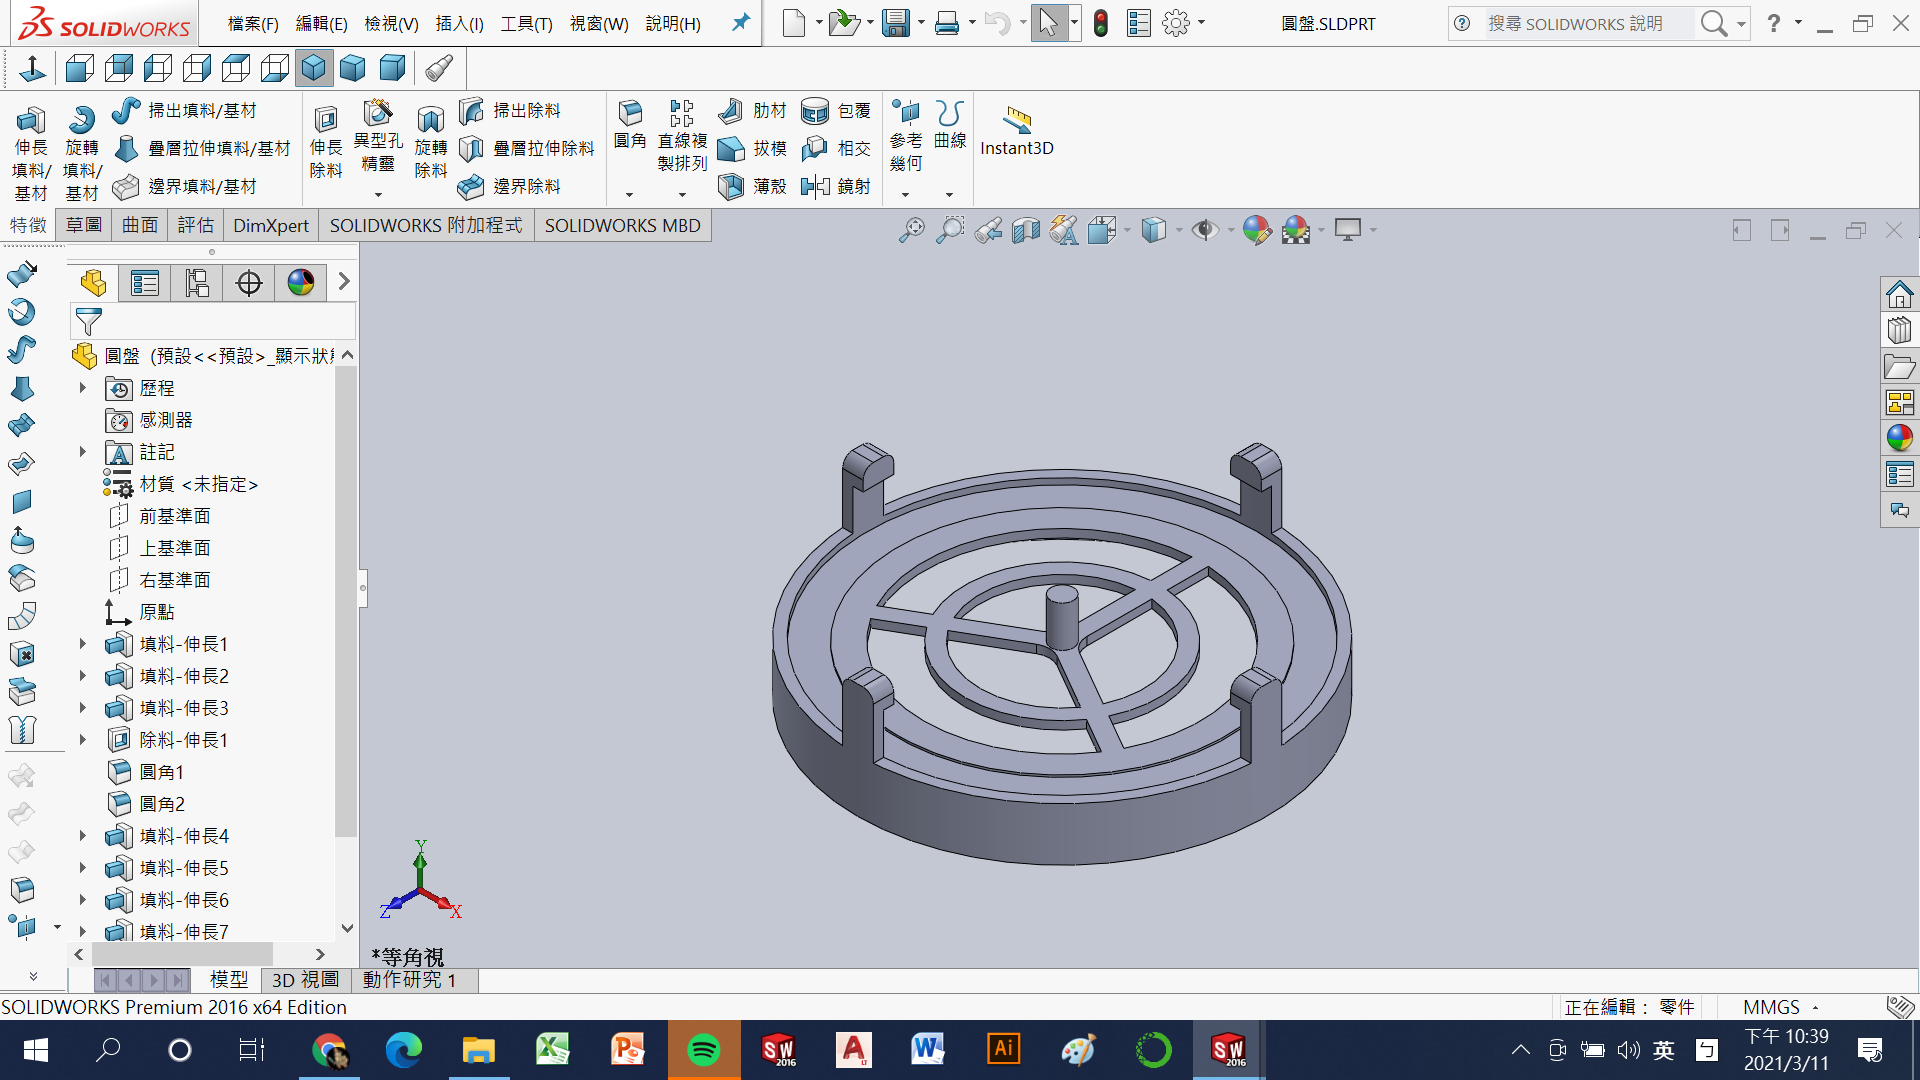 SOLIDWORKS
檔案(F) 編輯(E) 檢視(V) 插入(I) 工具(T) 視窗(W) 說明(H)
圓盤.SLDPRT
搜尋 SOLIDWORKS 說明
伸長填料/基材
旋轉填料/基材
掃出填料/基材
疊層拉伸填料/基材
邊界填料/基材
伸長除料
異型孔精靈
旋轉除料
掃出除料
疊層拉伸除料
邊界除料
圓角
直線複製排列
肋材
拔模
薄殼
包覆
相交
鏡射
參考幾何
曲線
Instant3D
特徵 草圖 曲面 評估 DimXpert SOLIDWORKS 附加程式 SOLIDWORKS MBD
圓盤 (預設<<預設>_顯示狀
歷程
感測器
註記
材質 <未指定>
前基準面
上基準面
右基準面
原點
填料-伸長1
填料-伸長2
填料-伸長3
除料-伸長1
圓角1
圓角2
填料-伸長4
填料-伸長5
填料-伸長6
填料-伸長7
Y
Z
X
*等角視
模型 3D 視圖 動作研究 1
SOLIDWORKS Premium 2016 x64 Edition
正在編輯： 零件
MMGS
SW 2016
A LT
W
Ai
SW 2016
英
ㄅ
下午 10:39
2021/3/11